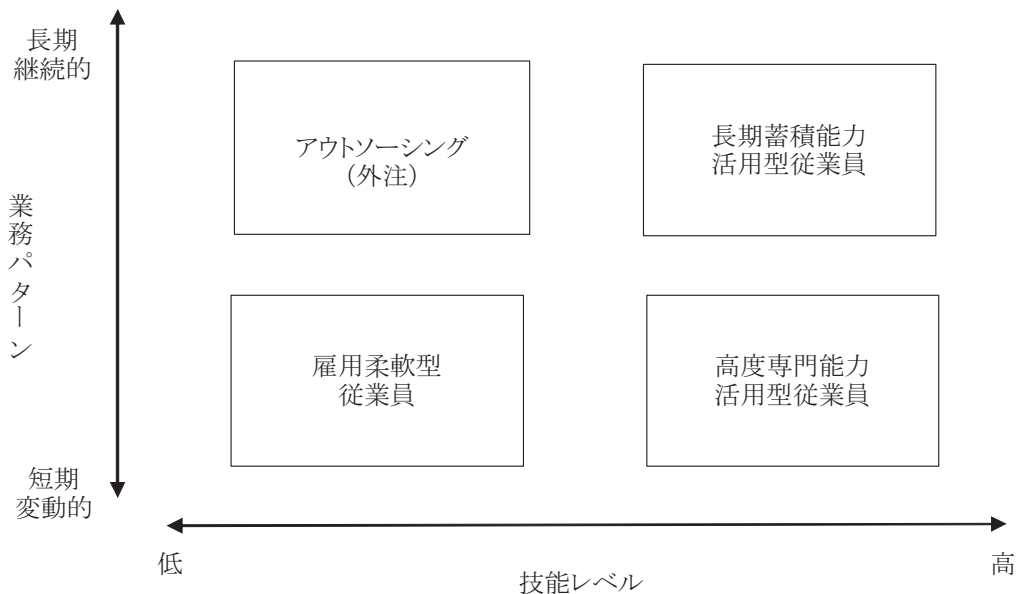 長期
継続的
アウトソーシング
(外注)
長期蓄積能力
活用型従業員
業務パターン
雇用柔軟型
従業員
高度専門能力
活用型従業員
短期
変動的
低
高
技能レベル